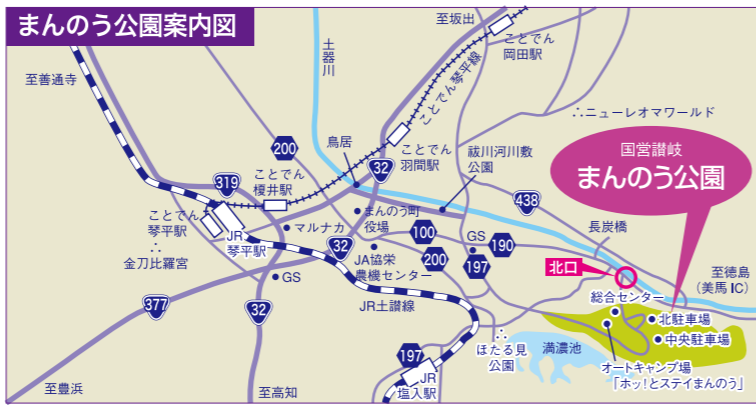 まんのう公園案内図
至坂出
ことでん
岡田駅
土器川
ことでん琴平線
至善通寺
∴ニューレオマワールド
200
鳥居
ことでん
羽間駅
祓川河川敷
公園
国営讃岐
まんのう公園
319
ことでん
榎井駅
32
438
まんのう町
役場
長炭橋
ことでん
琴平駅
JR
琴平駅
マルナカ
100
GS
190
∴
金刀比羅宮
32
JA協栄
農機センター
200
197
北口
至徳島
(美馬IC)
GS
総合センター
377
32
JR土讃線
北駐車場
∴
ほたる見
公園
満濃池
中央駐車場
197
JR
塩入駅
オートキャンプ場
「ホッ!とステイまんのう」
至豊浜
至高知